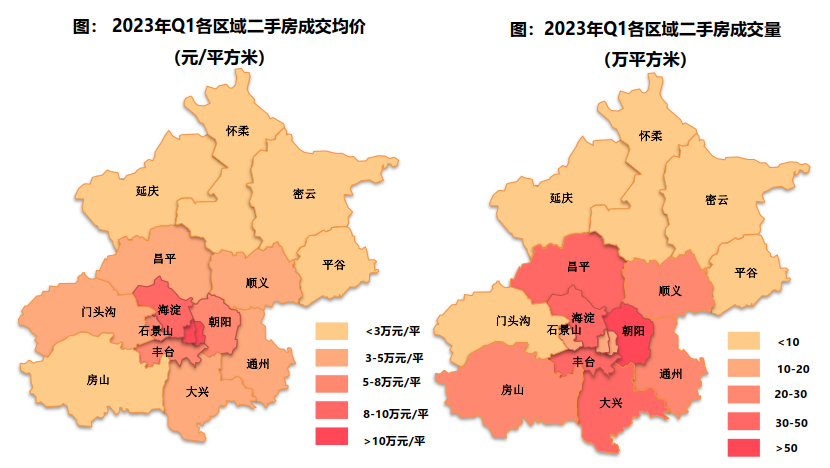 图： 2023年Q1各区域二手房成交均价
（元/平方米）
怀柔
延庆
密云
昌平
平谷
顺义
门头沟
海淀
朝阳
石景山
丰台
通州
房山
大兴
<3万元/平
3-5万元/平
5-8万元/平
8-10万元/平
>10万元/平
图：2023年Q1各区域二手房成交量
（万平方米）
怀柔
延庆
密云
昌平
平谷
顺义
门头沟
海淀
石景山
朝阳
丰台
通州
房山
大兴
<10
10-20
20-30
30-50
>50